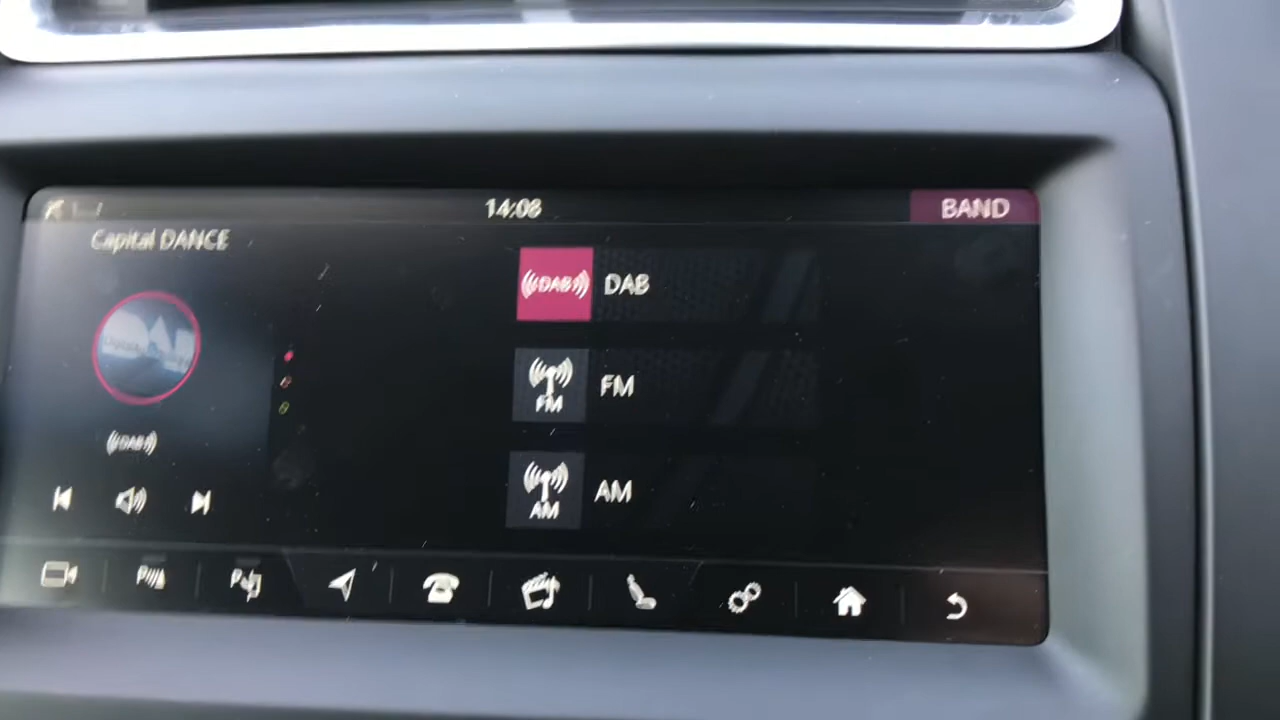 14:08
BAND
Capital DANCE
DAB DAB
FM FM
AM AM
DAB